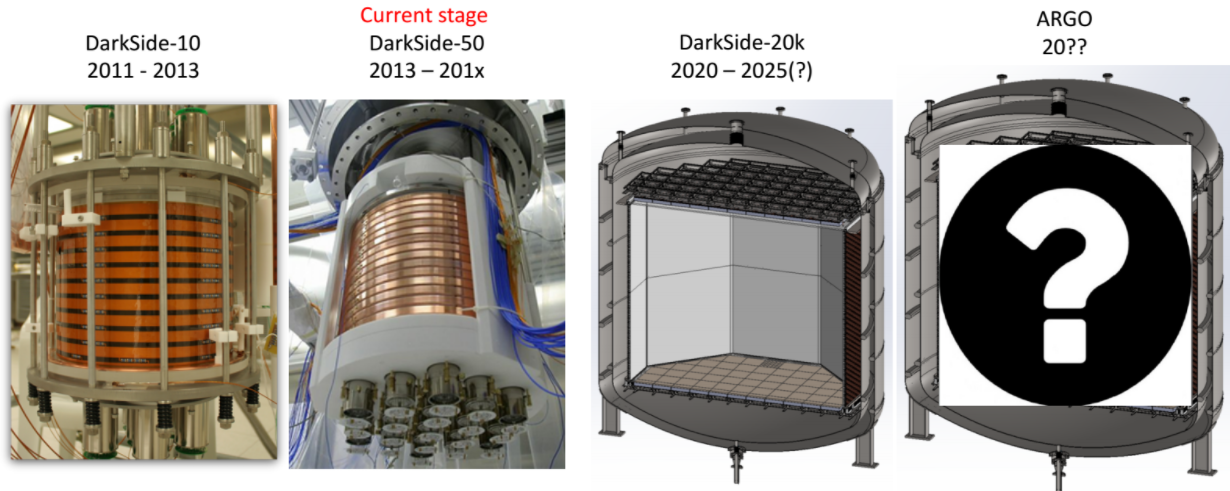 Current stage
DarkSide-10
2011 - 2013
DarkSide-50
2013 – 201x
DarkSide-20k
2020 – 2025(?)
ARGO
20??
?